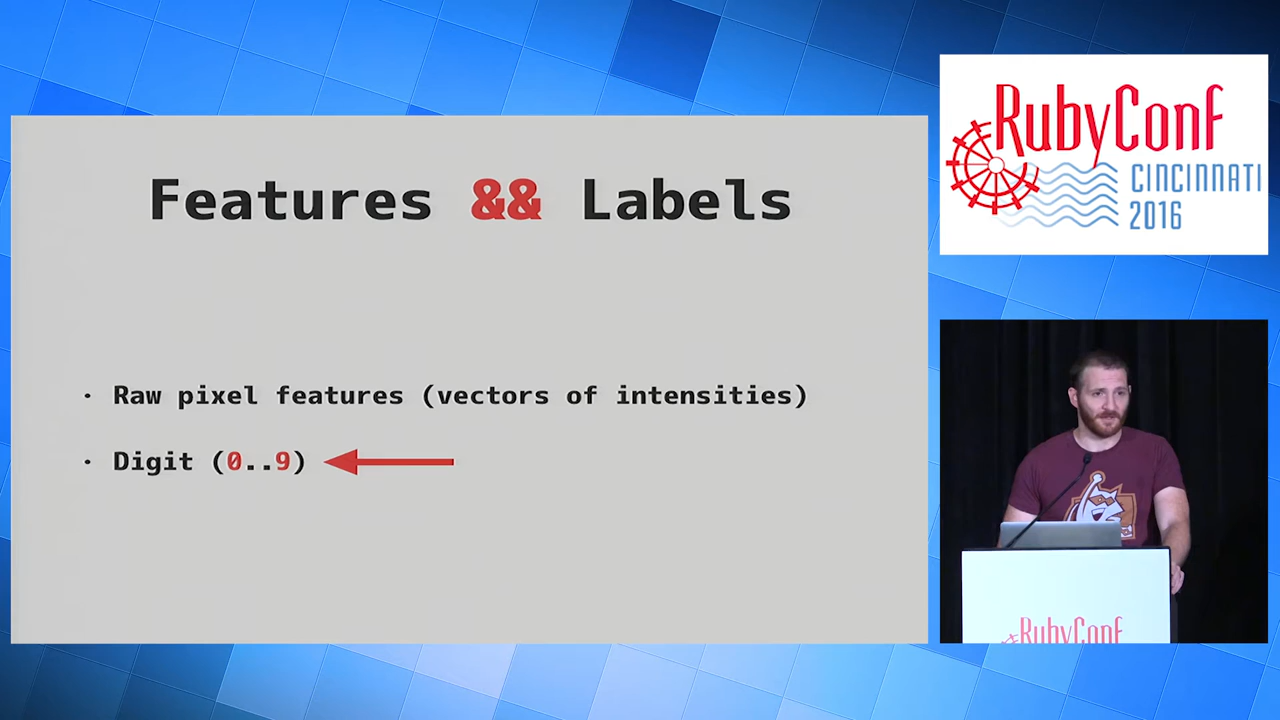 Features && Labels
· Raw pixel features (vectors of intensities)
· Digit (0..9)
RubyConf
CINCINNATI
2016
RubyConf